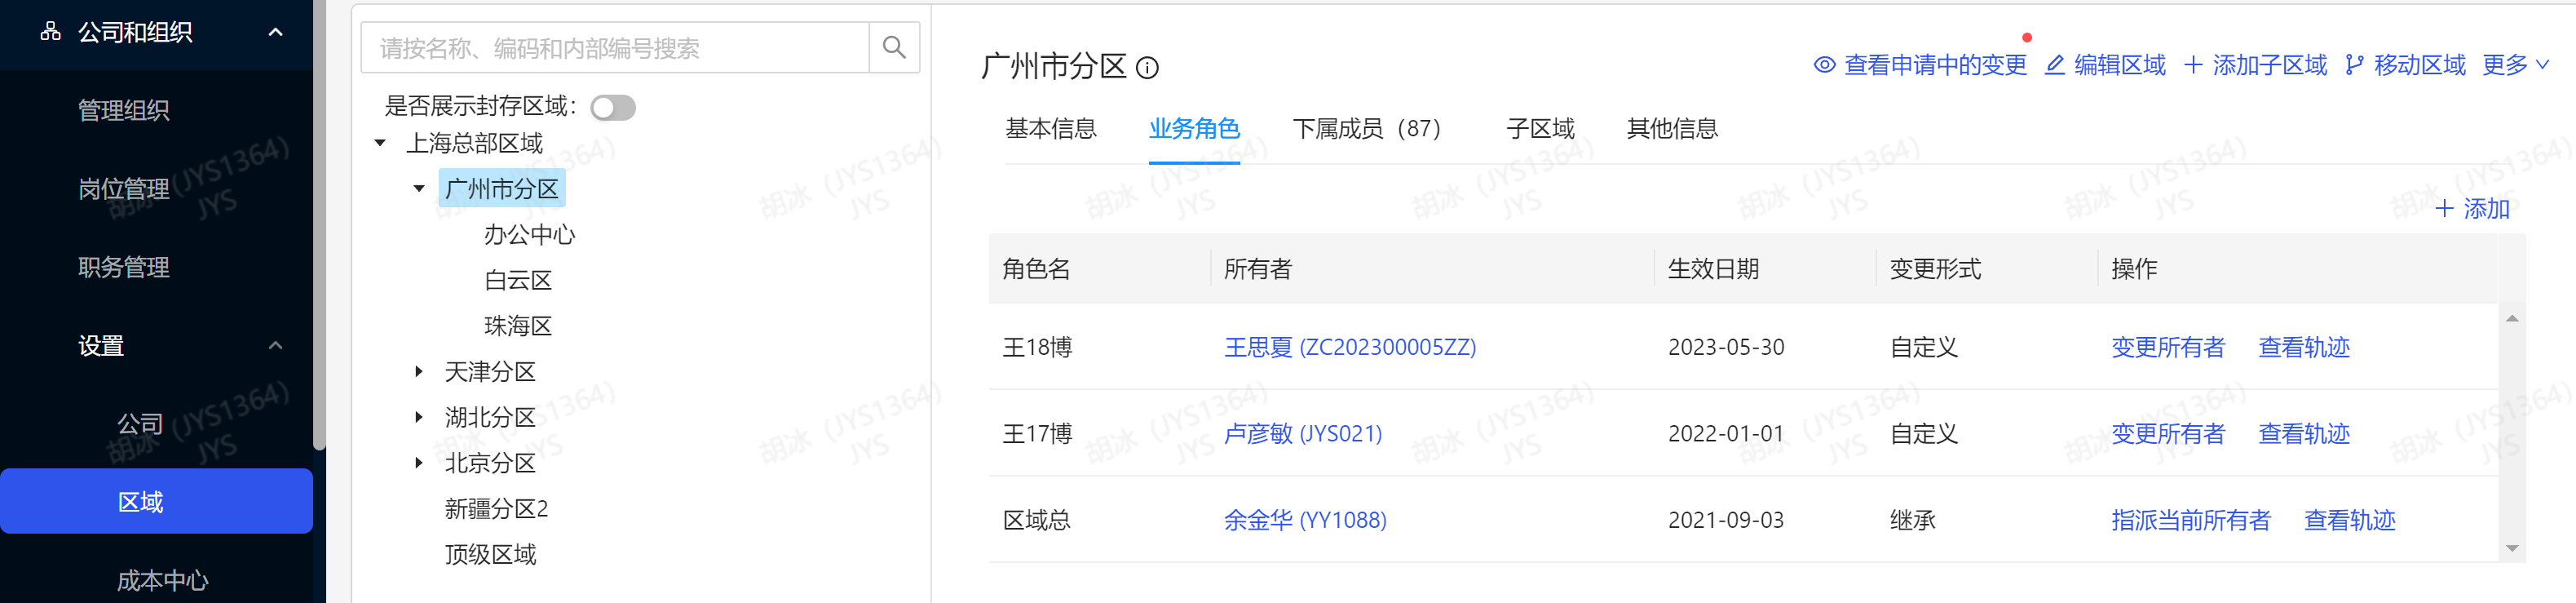 公司和组织
管理组织
岗位管理
职务管理
设置
公司
区域
成本中心
请按名称、编码和内部编号搜索
是否展示封存区域：
上海总部区域
广州市分区
办公中心
白云区
珠海区
天津分区
湖北分区
北京分区
新疆分区2
顶级区域
广州市分区
查看申请中的变更 编辑区域 添加子区域 移动区域 更多
基本信息 业务角色 下属成员（87） 子区域 其他信息
添加
角色名 所有者 生效日期 变更形式 操作
王18博 王思夏 (ZC202300005ZZ) 2023-05-30 自定义 变更所有者 查看轨迹
王17博 卢彦敏 (JYS021) 2022-01-01 自定义 变更所有者 查看轨迹
区域总 余金华 (YY1088) 2021-09-03 继承 指派当前所有者 查看轨迹
胡冰（JYS1364）
JYS